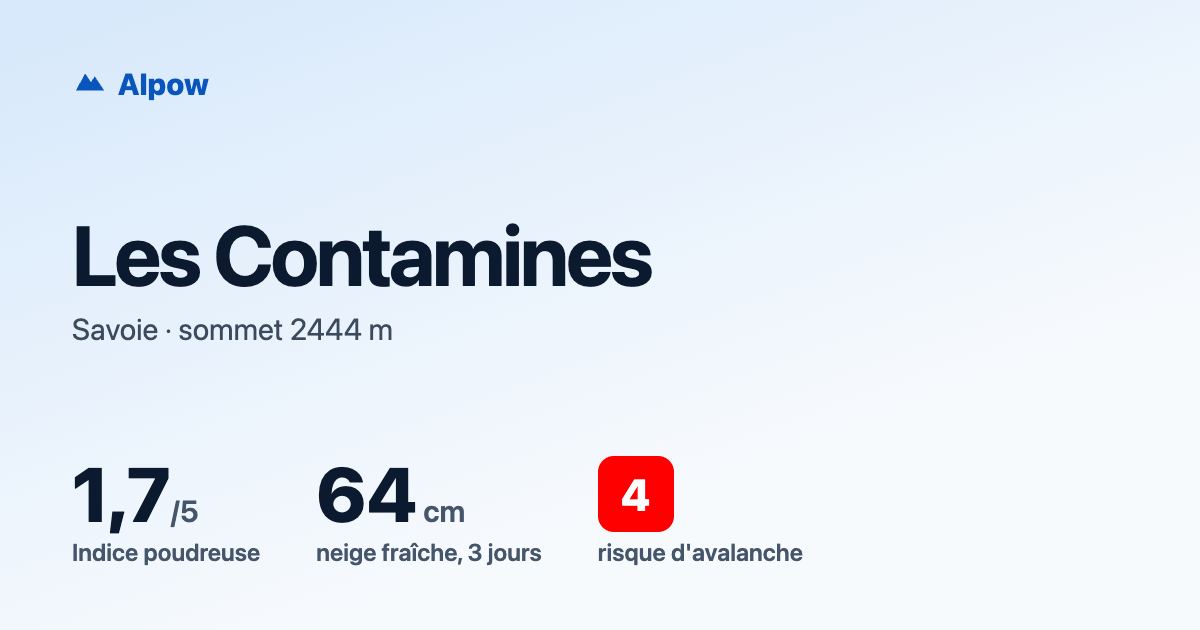 Alpow
Les Contamines
Savoie · sommet 2444 m
1,7/5
Indice poudreuse
64 cm
neige fraîche, 3 jours
4
risque d'avalanche